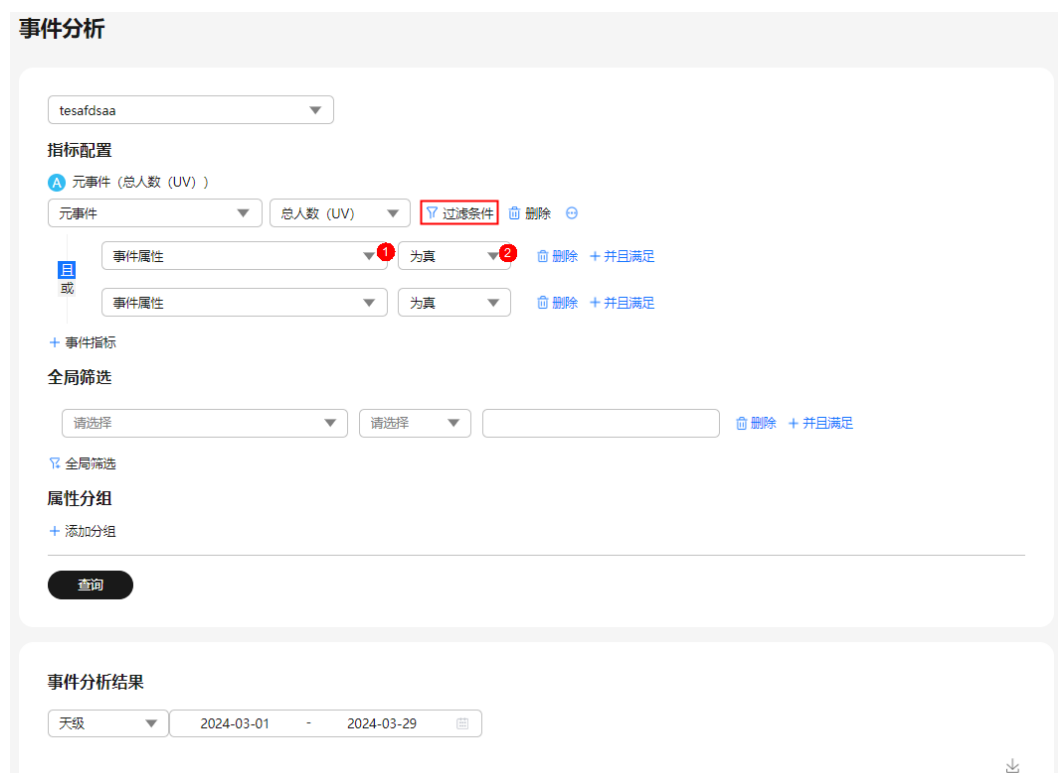 事件分析
tesafdsaa
指标配置
A 元事件（总人数（UV））
元事件 总人数（UV） 过滤条件 删除
且 事件属性 1 为真 2 删除 + 并且满足
或
事件属性 为真 删除 + 并且满足
+ 事件指标
全局筛选
请选择 请选择 删除 + 并且满足
全局筛选
属性分组
+ 添加分组
查询
事件分析结果
天级 2024-03-01 - 2024-03-29